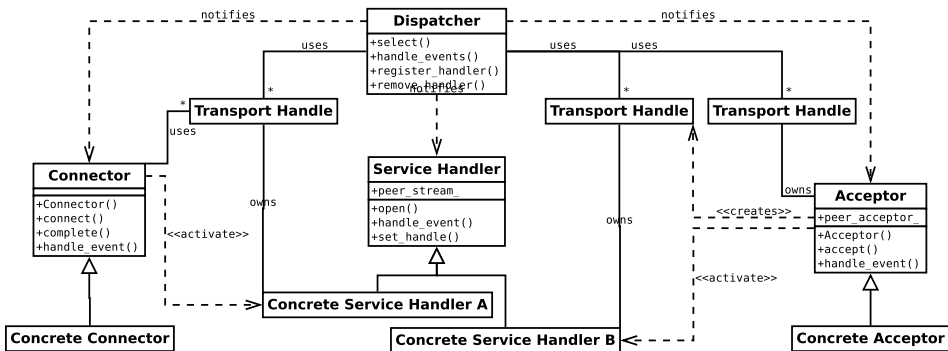 notifies
Dispatcher
notifies
+select()
+handle_events()
+register_handler()
+remove_handler()
uses
uses
uses
notifies
*
*
*
*
Transport Handle
Transport Handle
Transport Handle
uses
Connector
+Connector()
+connect()
+complete()
+handle_event()
Service Handler
+peer_stream_
+open()
+handle_event()
+set_handle()
owns
owns
owns
Acceptor
+peer_acceptor_
+Acceptor()
+accept()
+handle_event()
<<creates>>
<<activate>>
<<activate>>
Concrete Service Handler A
Concrete Connector
Concrete Service Handler B
Concrete Acceptor